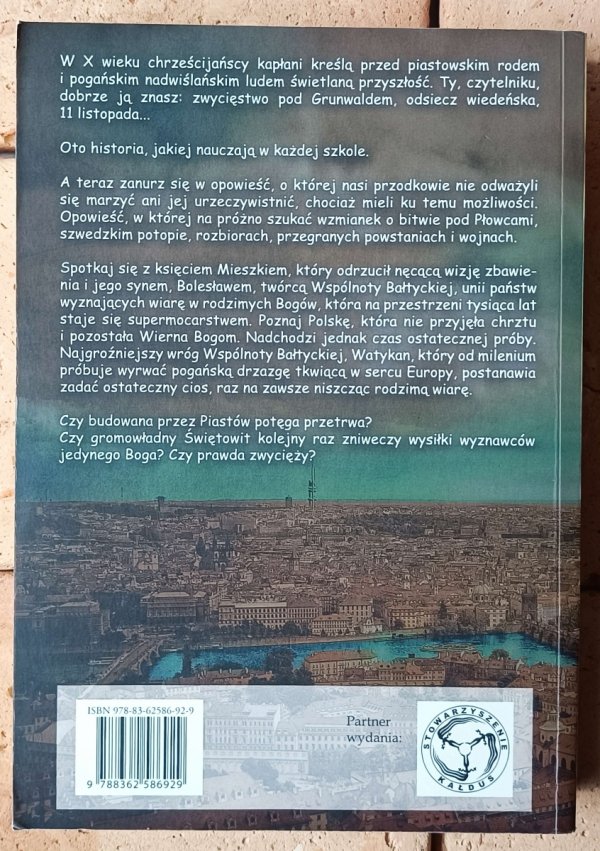 W X wieku chrześcijańscy kapłani kreślą przed piastowskim rodem
i pogańskim nadwiślańskim ludem świetlaną przyszłość. Ty, czytelniku,
dobrze ją znasz: zwycięstwo pod Grunwaldem, odsiecz wiedeńska,
11 listopada...
Oto historia, jakiej nauczają w każdej szkole.
A teraz zanurz się w opowieść, o której nasi przodkowie nie odważyli
się marzyć ani jej urzeczywistnić, chociaż mieli ku temu możliwości.
Opowieść, w której na próżno szukać wzmianek o bitwie pod Płowcami,
szwedzkim potopie, rozbiorach, przegranych powstaniach i wojnach.
Spotkaj się z księciem Mieszkiem, który odrzucił nęcącą wizję zbawie-
nia i jego synem, Bolesławem, twórcą Wspólnoty Bałtyckiej, unii państw
wyznających wiarę w rodzimych Bogów, która na przestrzeni tysiąca lat
staje się supermocarstwem. Poznaj Polskę, która nie przyjęła chrztu
i pozostała Wierna Bogom. Nadchodzi jednak czas ostatecznej próby.
Najgroźniejszy wróg Wspólnoty Bałtyckiej, Watykan, który od milenium
próbuje wyrwać pogańską drzazgę tkwiącą w sercu Europy, postanawia
zadać ostateczny cios, raz na zawsze niszcząc rodzimą wiarę.
Czy budowana przez Piastów potęga przetrwa?
Czy gromowładny Świętowit kolejny raz zniweczy wysiłki wyznawców
jedynego Boga? Czy prawda zwycięży?
ISBN 978-83-62586-92-9
9 788362 586929
Partner
wydania:
STOWARZYSZENIE
KAŁDUS